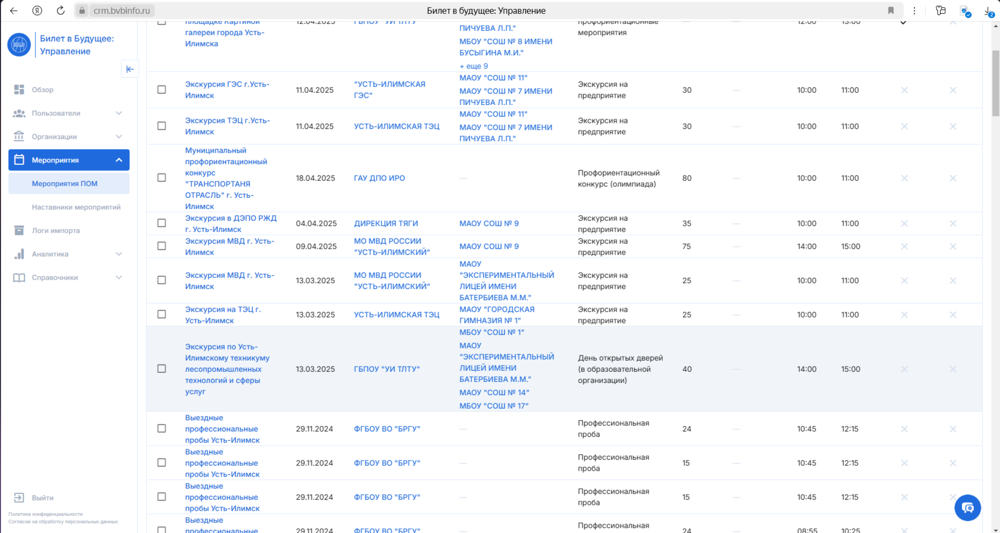 crm.bvbinfo.ru
Билет в будущее: Управление
2
Билет в Будущее:
Управление
Обзор
Пользователи
Организации
Мероприятия
Мероприятия ПОМ
Наставники мероприятий
Логи импорта
Аналитика
Справочники
Выйти
Политика конфиденциальности
Согласие на обработку персональных данных
площадке Картиной
галереи города Усть-
Илимска
12.04.2025
ГБПОУ "УИ ТЛТУ"
ПИЧУЕВА Л.П."
МБОУ "СОШ № 8 ИМЕНИ
БУСЫГИНА М.И."
+ еще 9
профориентационные
мероприятия
—
—
12:00
13:00
Экскурсия ГЭС г.Усть-
Илимск
11.04.2025
"УСТЬ-ИЛИМСКАЯ
ГЭС"
МАОУ "СОШ № 11"
МАОУ "СОШ № 7 ИМЕНИ
ПИЧУЕВА Л.П."
Экскурсия на
предприятие
30
—
10:00
11:00
Экскурсия ТЭЦ г.Усть-
Илимск
11.04.2025
УСТЬ-ИЛИМСКАЯ ТЭЦ
МАОУ "СОШ № 11"
МАОУ "СОШ № 7 ИМЕНИ
ПИЧУЕВА Л.П."
Экскурсия на
предприятие
30
—
10:00
11:00
Муниципальный
профориентационный
конкурс
"ТРАНСПОРТАНЯ
ОТРАСЛЬ" г. Усть-
Илимск
18.04.2025
ГАУ ДПО ИРО
—
Профориентационный
конкурс (олимпиада)
80
—
10:00
11:00
Экскурсия в ДЭПО РЖД
г. Усть-Илимск
04.04.2025
ДИРЕКЦИЯ ТЯГИ
МАОУ СОШ № 9
Экскурсия на
предприятие
35
—
10:00
11:00
Экскурсия МВД г. Усть-
Илимск
09.04.2025
МО МВД РОССИИ
"УСТЬ-ИЛИМСКИЙ"
МАОУ СОШ № 9
Экскурсия на
предприятие
75
—
14:00
15:00
Экскурсия МВД г. Усть-
Илимск
13.03.2025
МО МВД РОССИИ
"УСТЬ-ИЛИМСКИЙ"
МАОУ
"ЭКСПЕРИМЕНТАЛЬНЫЙ
ЛИЦЕЙ ИМЕНИ
БАТЕРБИЕВА М.М."
Экскурсия на
предприятие
25
—
10:00
11:00
Экскурсия на ТЭЦ г.
Усть-Илимск
13.03.2025
УСТЬ-ИЛИМСКАЯ ТЭЦ
МАОУ "ГОРОДСКАЯ
ГИМНАЗИЯ № 1"
Экскурсия на
предприятие
25
—
10:00
11:00
Экскурсия по Усть-
Илимскому техникуму
лесопромышленных
технологий и сферы
услуг
13.03.2025
ГБПОУ "УИ ТЛТУ"
МБОУ "СОШ № 1"
МАОУ
"ЭКСПЕРИМЕНТАЛЬНЫЙ
ЛИЦЕЙ ИМЕНИ
БАТЕРБИЕВА М.М."
МАОУ "СОШ № 14"
МБОУ "СОШ № 17"
День открытых дверей
(в образовательной
организации)
40
—
14:00
15:00
Выездные
профессиональные
пробы Усть-Илимск
29.11.2024
ФГБОУ ВО "БРГУ"
—
Профессиональная
проба
24
—
10:45
12:15
Выездные
профессиональные
пробы Усть-Илимск
29.11.2024
ФГБОУ ВО "БРГУ"
—
Профессиональная
проба
15
—
10:45
12:15
Выездные
профессиональные
пробы Усть-Илимск
29.11.2024
ФГБОУ ВО "БРГУ"
—
Профессиональная
проба
15
—
10:45
12:15
Выездные
профессиональные
29.11.2024
ФГБОУ ВО "БРГУ"
—
Профессиональная
24
—
08:55
10:25